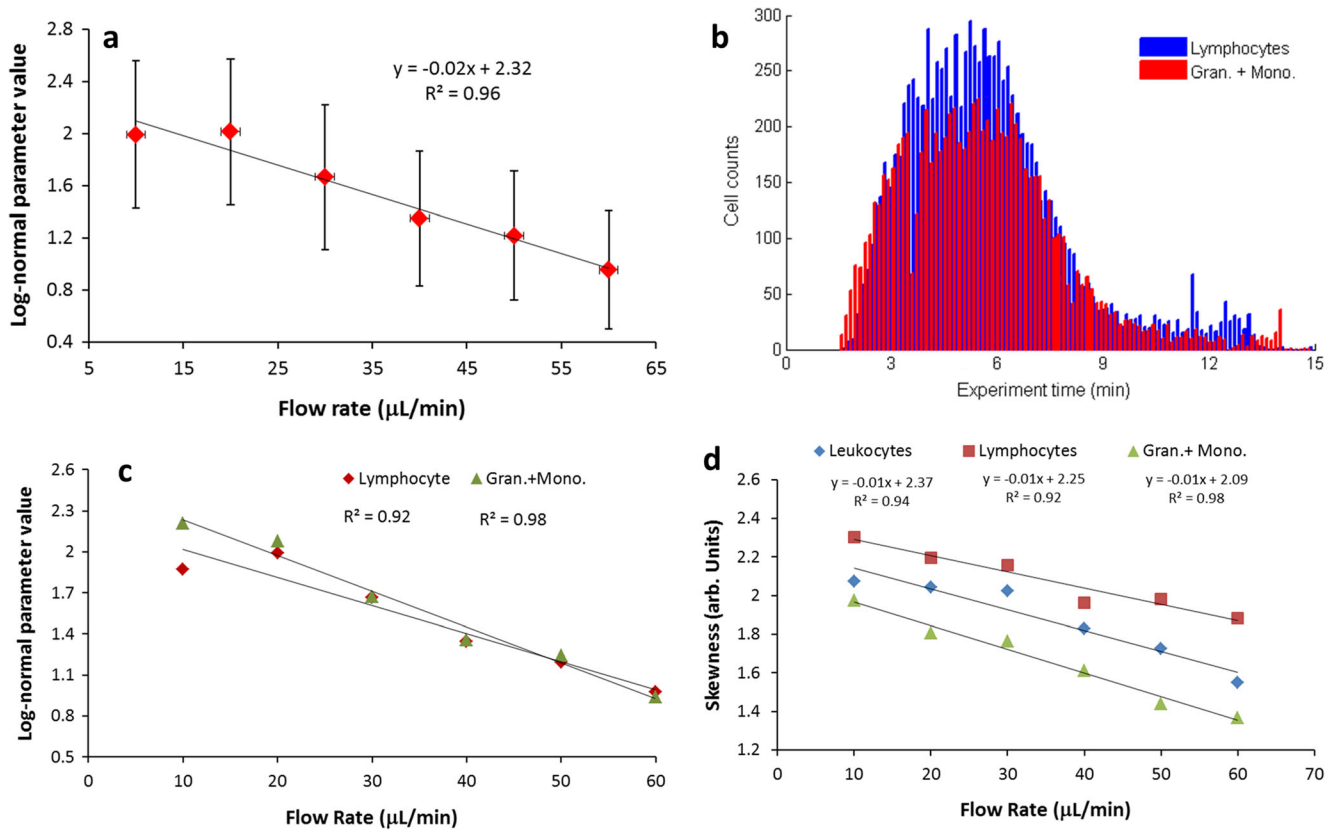 a
y = -0.02x + 2.32
R² = 0.96
Log-normal parameter value
2.8
2.4
2
1.6
1.2
0.8
0.4
5 15 25 35 45 55 65
Flow rate (μL/min)
b
Lymphocytes
Gran. + Mono.
Cell counts
300
250
200
150
100
50
0
0 3 6 9 12 15
Experiment time (min)
c
Lymphocyte Gran.+Mono.
R² = 0.92 R² = 0.98
Log-normal parameter value
2.6
2.3
2
1.7
1.4
1.1
0.8
0.5
0 10 20 30 40 50 60
Flow Rate (μL/min)
d
Leukocytes Lymphocytes Gran.+ Mono.
y = -0.01x + 2.37 y = -0.01x + 2.25 y = -0.01x + 2.09
R² = 0.94 R² = 0.92 R² = 0.98
Skewness (arb. Units)
2.6
2.4
2.2
2
1.8
1.6
1.4
1.2
0 10 20 30 40 50 60 70
Flow Rate (μL/min)